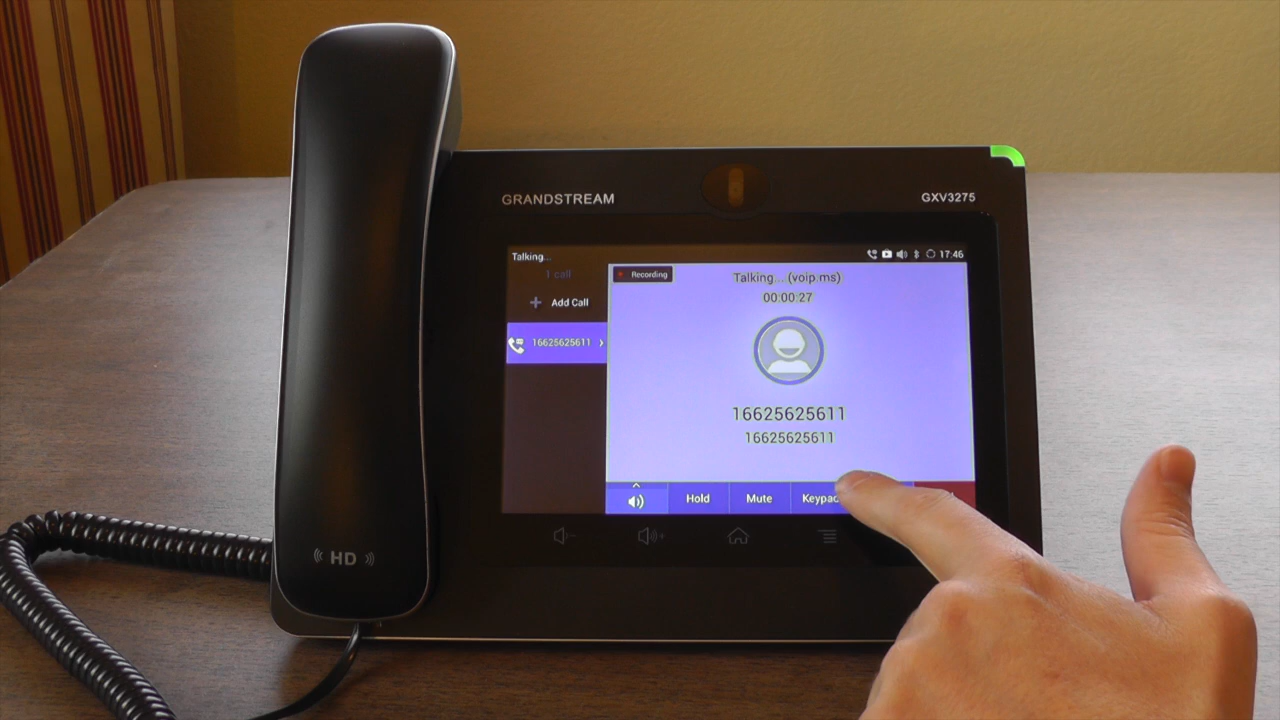 GRANDSTREAM
GXV3275
Talking...
17:46
1 call
Add Call
16625625611
Recording
Talking... (voip.ms)
00:00:27
16625625611
16625625611
Hold
Mute
HD